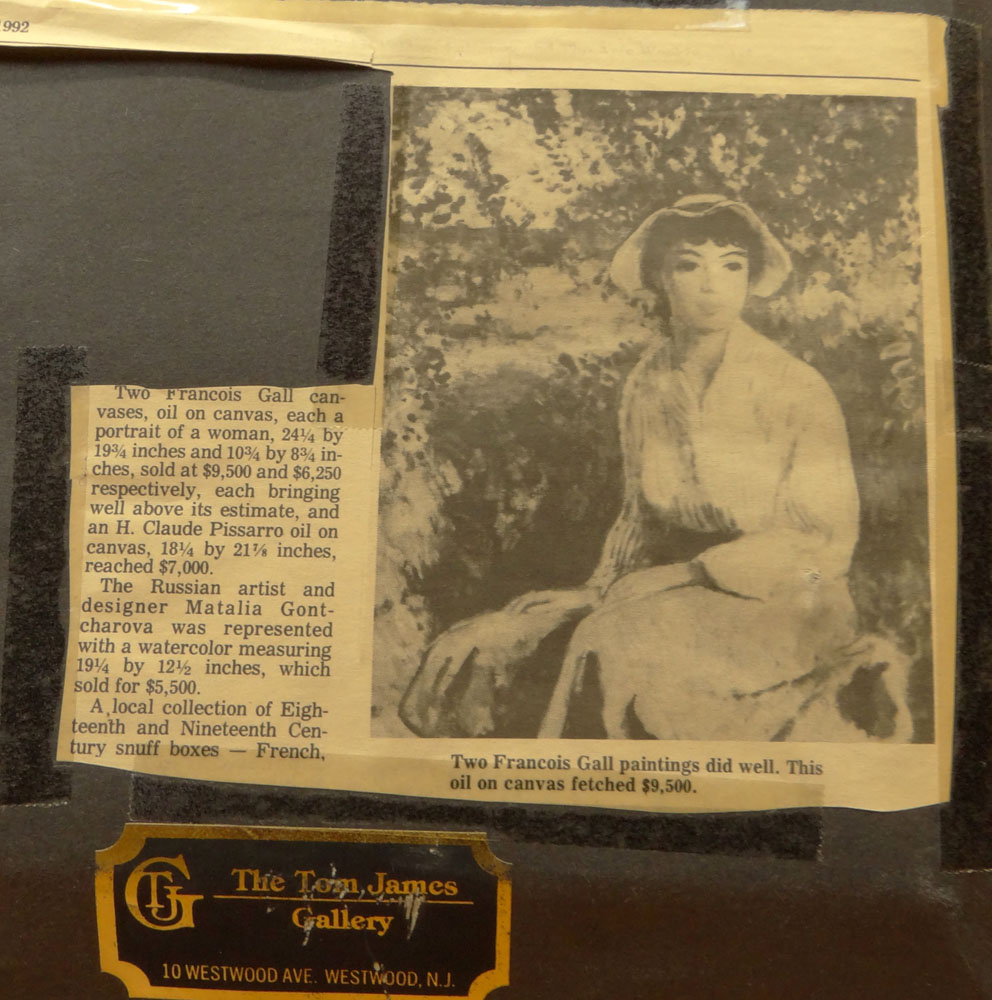 992
Two Francois Gall can-
vases, oil on canvas, each a
portrait of a woman, 24¼ by
19¾ inches and 10¾ by 8¾ in-
ches, sold at $9,500 and $6,250
respectively, each bringing
well above its estimate, and
an H. Claude Pissarro oil on
canvas, 18¼ by 21⅞ inches,
reached $7,000.
The Russian artist and
designer Matalia Gont-
charova was represented
with a watercolor measuring
19¼ by 12½ inches, which
sold for $5,500.
A local collection of Eigh-
teenth and Nineteenth Cen-
tury snuff boxes — French,
Two Francois Gall paintings did well. This
oil on canvas fetched $9,500.
TJG
The Tom James
Gallery
10 WESTWOOD AVE. WESTWOOD, N.J.